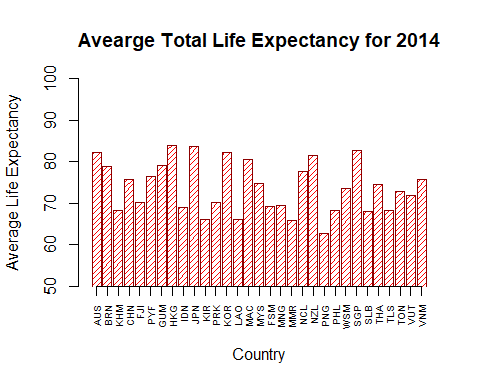 Avearge Total Life Expectancy for 2014
Average Life Expectancy
100
90
80
70
60
50
AUS BRN KHM CHN FJI PYF GUM HKG IDN JPN KIR PRK KOR LAO MAC MYS FSM MNG MMR NCL NZL PNG PHL WSM SGP SLB THA TLS TON VUT VNM
Country